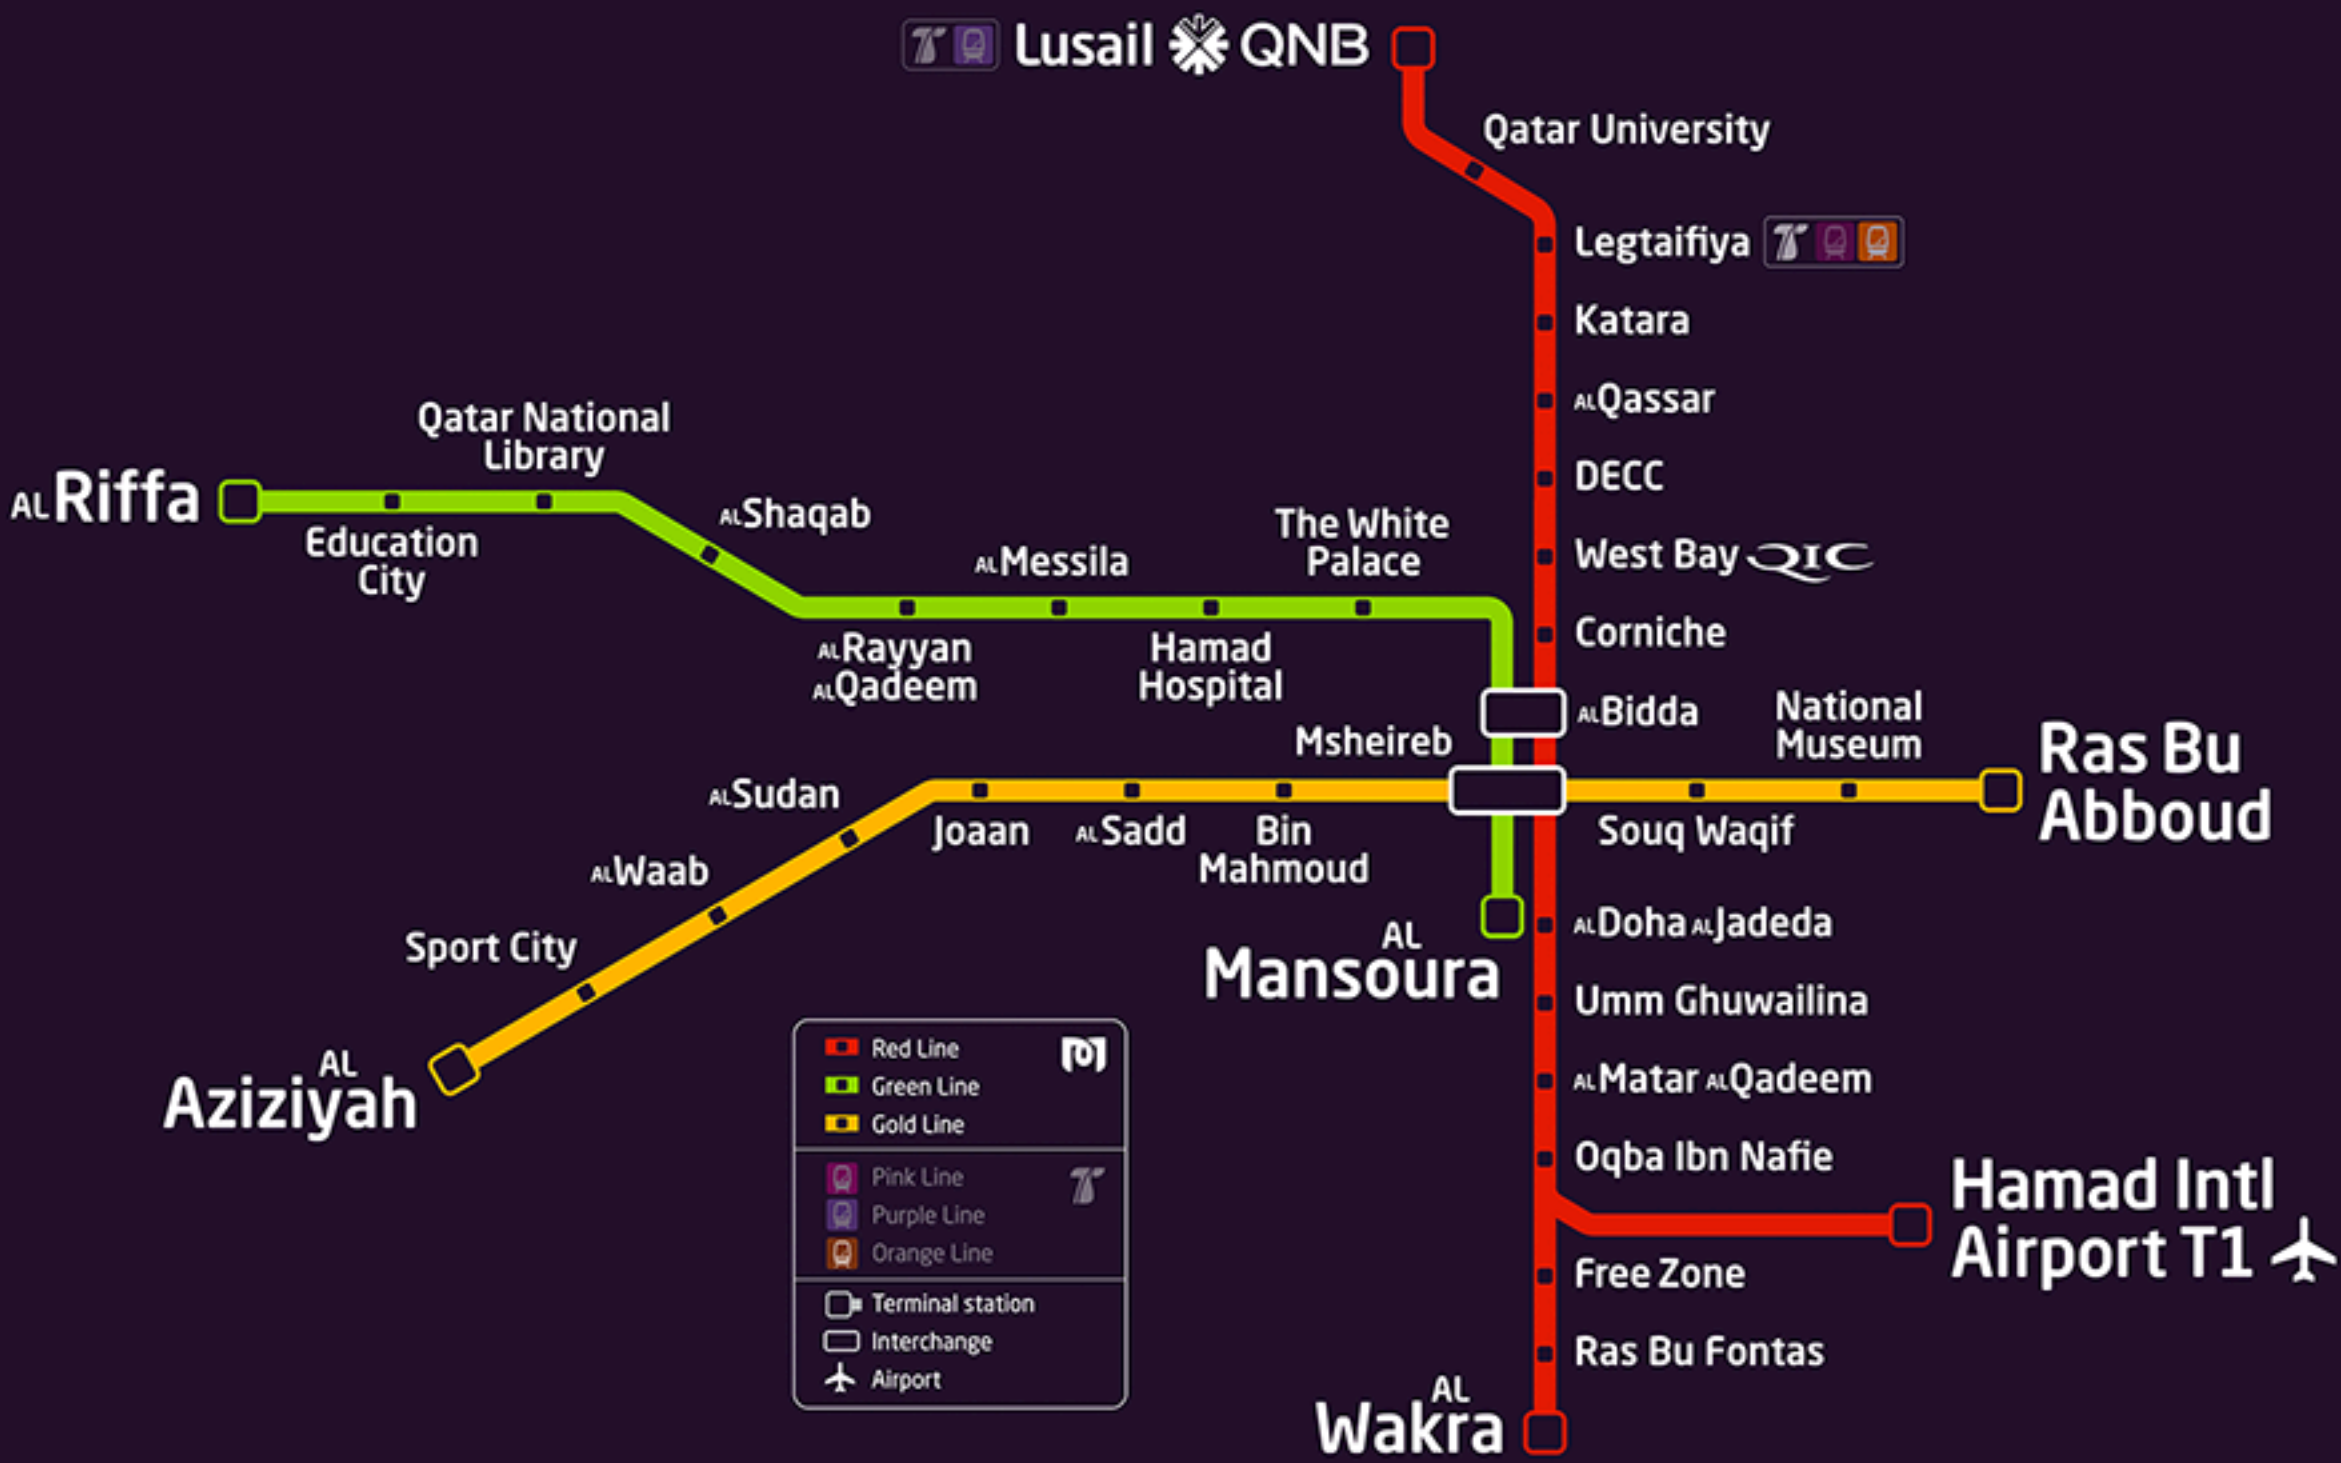 Lusail QNB
Qatar University
Legtaifiya
Katara
AL Qassar
DECC
West Bay QIC
Corniche
AL Bidda
Qatar National
Library
AL Riffa
Education
City
AL Shaqab
AL Messila
The White
Palace
AL Rayyan
AL Qadeem
Hamad
Hospital
Msheireb
National
Museum
Ras Bu
Abboud
AL Sudan
Joaan
AL Sadd
Bin
Mahmoud
Souq Waqif
AL Waab
Sport City
AL
Aziziyah
AL
Mansoura
AL Doha AL Jadeda
Umm Ghuwailina
AL Matar AL Qadeem
Oqba Ibn Nafie
Hamad Intl
Airport T1
Free Zone
Ras Bu Fontas
AL
Wakra
Red Line
Green Line
Gold Line
Pink Line
Purple Line
Orange Line
Terminal station
Interchange
Airport